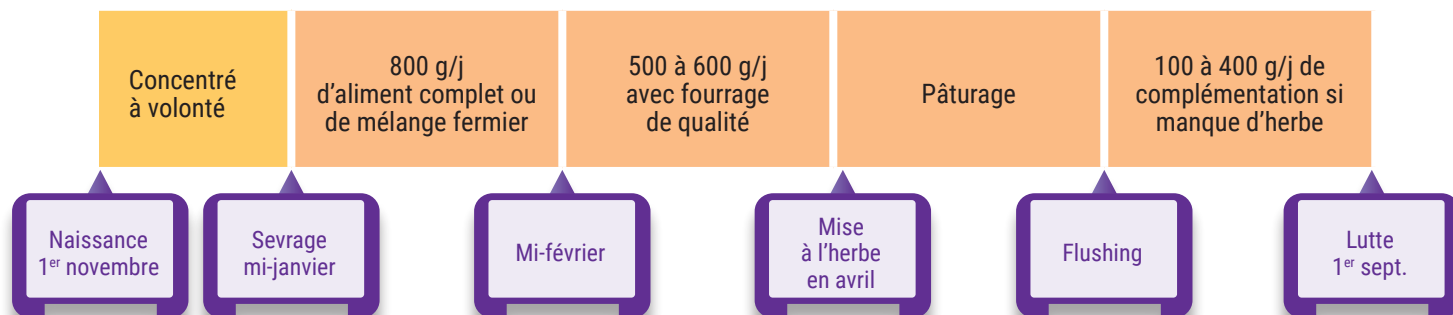 Concentré
à volonté
800 g/j
d’aliment complet ou
de mélange fermier
500 à 600 g/j
avec fourrage
de qualité
Pâturage
100 à 400 g/j de
complémentation si
manque d’herbe
Naissance
1er novembre
Sevrage
mi-janvier
Mi-février
Mise
à l’herbe
en avril
Flushing
Lutte
1er sept.